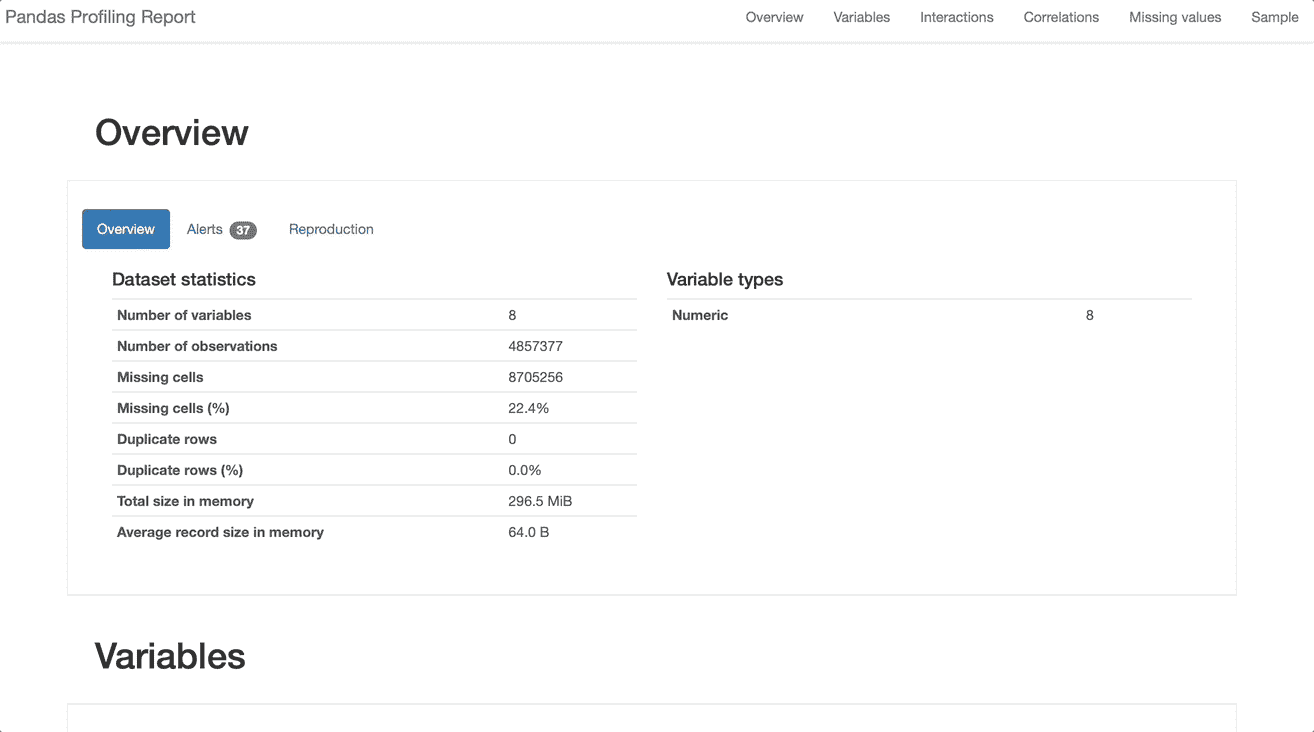 Pandas Profiling Report
Overview Variables Interactions Correlations Missing values Sample
Overview
Overview Alerts 37 Reproduction
Dataset statistics
Number of variables 8
Number of observations 4857377
Missing cells 8705256
Missing cells (%) 22.4%
Duplicate rows 0
Duplicate rows (%) 0.0%
Total size in memory 296.5 MiB
Average record size in memory 64.0 B
Variable types
Numeric 8
Variables